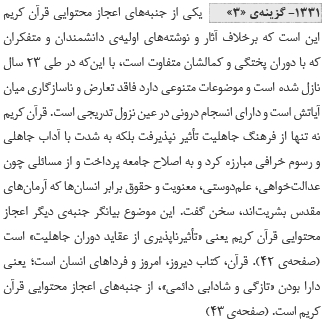 ۱۳۳۱- گزینه‌ی «۳» یکی از جنبه‌های اعجاز محتوایی قرآن کریم
این است که برخلاف آثار و نوشته‌های اولیه‌ی دانشمندان و متفکران
که با دوران پختگی و کمالشان متفاوت است، با این‌که در طی ۲۳ سال
نازل شده است و موضوعات متنوعی دارد فاقد تعارض و ناسازگاری میان
آیاتش است و دارای انسجام درونی در عین نزول تدریجی است. قرآن کریم
نه تنها از فرهنگ جاهلیت تأثیر نپذیرفت بلکه به شدت با آداب جاهلی
و رسوم خرافی مبارزه کرد و به اصلاح جامعه پرداخت و از مسائلی چون
عدالت‌خواهی، علم‌دوستی، معنویت و حقوق برابر انسان‌ها که آرمان‌های
مقدس بشریت‌اند، سخن گفت. این موضوع بیانگر جنبه‌ی دیگر اعجاز
محتوایی قرآن کریم یعنی «تأثیرناپذیری از عقاید دوران جاهلیت» است
(صفحه‌ی ۴۲). قرآن، کتاب دیروز، امروز و فرداهای انسان است؛ یعنی
دارا بودن «تازگی و شادابی دائمی»، از جنبه‌های اعجاز محتوایی قرآن
کریم است. (صفحه‌ی ۴۳)